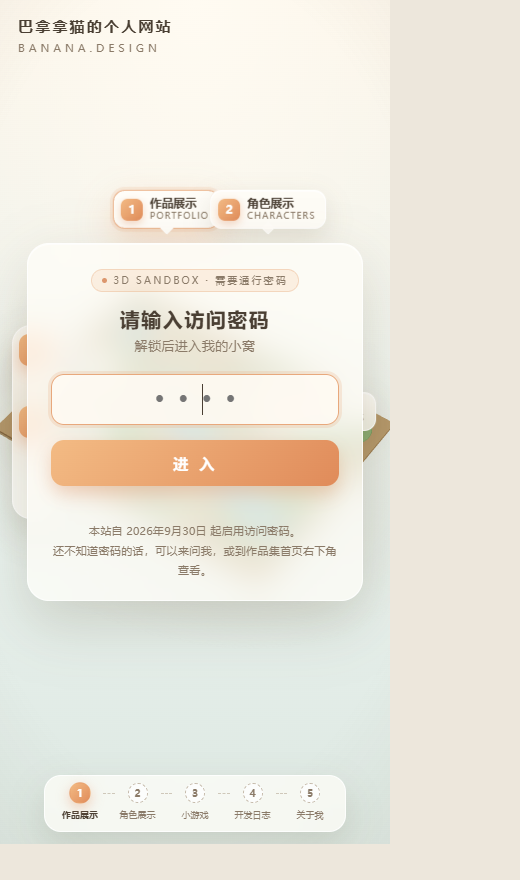 巴拿拿猫的个人网站
BANANA.DESIGN
1 作品展示
PORTFOLIO
2 角色展示
CHARACTERS
3D SANDBOX · 需要通行密码
请输入访问密码
解锁后进入我的小窝
进 入
本站自 2026年9月30日 起启用访问密码。
还不知道密码的话，可以来问我，或到作品集首页右下角
查看。
1 2 3 4 5
作品展示 角色展示 小游戏 开发日志 关于我